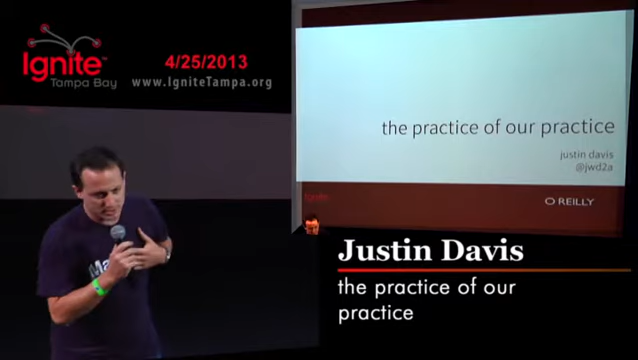 Ignite
Tampa Bay
4/25/2013
www.IgniteTampa.org
the practice of our practice
justin davis
@jwd2a
O REILLY
Justin Davis
the practice of our
practice